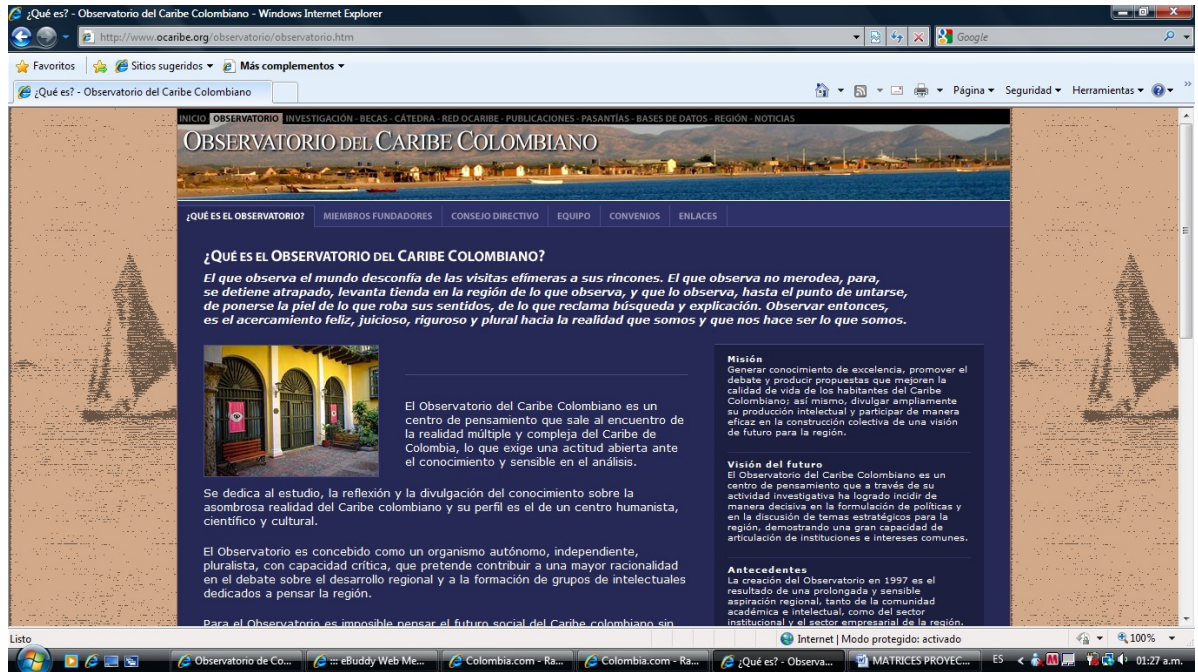 ¿Qué es? - Observatorio del Caribe Colombiano - Windows Internet Explorer
http://www.ocaribe.org/observatorio/observatorio.htm
Google
Favoritos Sitios sugeridos Más complementos
¿Qué es? - Observatorio del Caribe Colombiano
Página Seguridad Herramientas
INICIO OBSERVATORIO INVESTIGACIÓN - BECAS - CÁTEDRA - RED OCARIBE - PUBLICACIONES - PASANTÍAS - BASES DE DATOS - REGIÓN - NOTICIAS
OBSERVATORIO DEL CARIBE COLOMBIANO
¿QUÉ ES EL OBSERVATORIO? MIEMBROS FUNDADORES CONSEJO DIRECTIVO EQUIPO CONVENIOS ENLACES
¿QUÉ ES EL OBSERVATORIO DEL CARIBE COLOMBIANO?
El que observa el mundo desconfía de las visitas efímeras a sus rincones. El que observa no merodea, para,
se detiene atrapado, levanta tienda en la región de lo que observa, y que lo observa, hasta el punto de untarse,
de ponerse la piel de lo que roba sus sentidos, de lo que reclama búsqueda y explicación. Observar entonces,
es el acercamiento feliz, juicioso, riguroso y plural hacia la realidad que somos y que nos hace ser lo que somos.
El Observatorio del Caribe Colombiano es un
centro de pensamiento que sale al encuentro de
la realidad múltiple y compleja del Caribe de
Colombia, lo que exige una actitud abierta ante
el conocimiento y sensible en el análisis.
Se dedica al estudio, la reflexión y la divulgación del conocimiento sobre la
asombrosa realidad del Caribe colombiano y su perfil es el de un centro humanista,
científico y cultural.
El Observatorio es concebido como un organismo autónomo, independiente,
pluralista, con capacidad crítica, que pretende contribuir a una mayor racionalidad
en el debate sobre el desarrollo regional y a la formación de grupos de intelectuales
dedicados a pensar la región.
Para el Observatorio es imposible pensar el futuro social del Caribe colombiano sin
Misión
Generar conocimiento de excelencia, promover el
debate y producir propuestas que mejoren la
calidad de vida de los habitantes del Caribe
Colombiano; así mismo, divulgar ampliamente
su producción intelectual y participar de manera
eficaz en la construcción colectiva de una visión
de futuro para la región.
Visión del futuro
El Observatorio del Caribe Colombiano es un
centro de pensamiento que a través de su
actividad investigativa ha logrado incidir de
manera decisiva en la formulación de políticas y
en la discusión de temas estratégicos para la
región, demostrando una gran capacidad de
articulación de instituciones e intereses comunes.
Antecedentes
La creación del Observatorio en 1997 es el
resultado de una prolongada y sensible
aspiración regional, tanto de la comunidad
académica e intelectual, como del sector
institucional y el sector empresarial de la región.
Listo Internet | Modo protegido: activado 100%
Observatorio de Co... ::: eBuddy Web Me... Colombia.com - Ra... Colombia.com - Ra... ¿Qué es? - Observa... MATRICES PROYEC... ES 01:27 a.m.